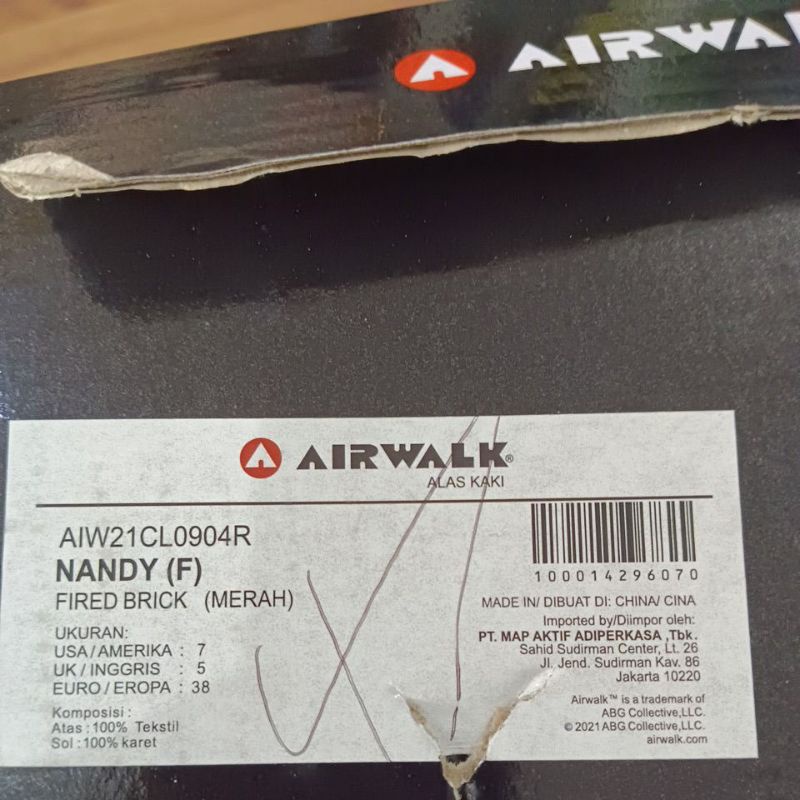 AIRWALK
ALAS KAKI
AIW21CL0904R
NANDY (F)
FIRED BRICK (MERAH)
UKURAN:
USA/AMERIKA : 7
UK/INGGRIS : 5
EURO/EROPA : 38
Komposisi :
Atas : 100% Tekstil
Sol : 100% karet
100014296070
MADE IN/ DIBUAT DI: CHINA/ CINA
Imported by/Diimpor oleh:
PT. MAP AKTIF ADIPERKASA ,Tbk.
Sahid Sudirman Center, Lt. 26
Jl. Jend. Sudirman Kav. 86
Jakarta 10220
Airwalk™ is a trademark of
ABG Collective,LLC.
© 2021 ABG Collective,LLC.
airwalk.com